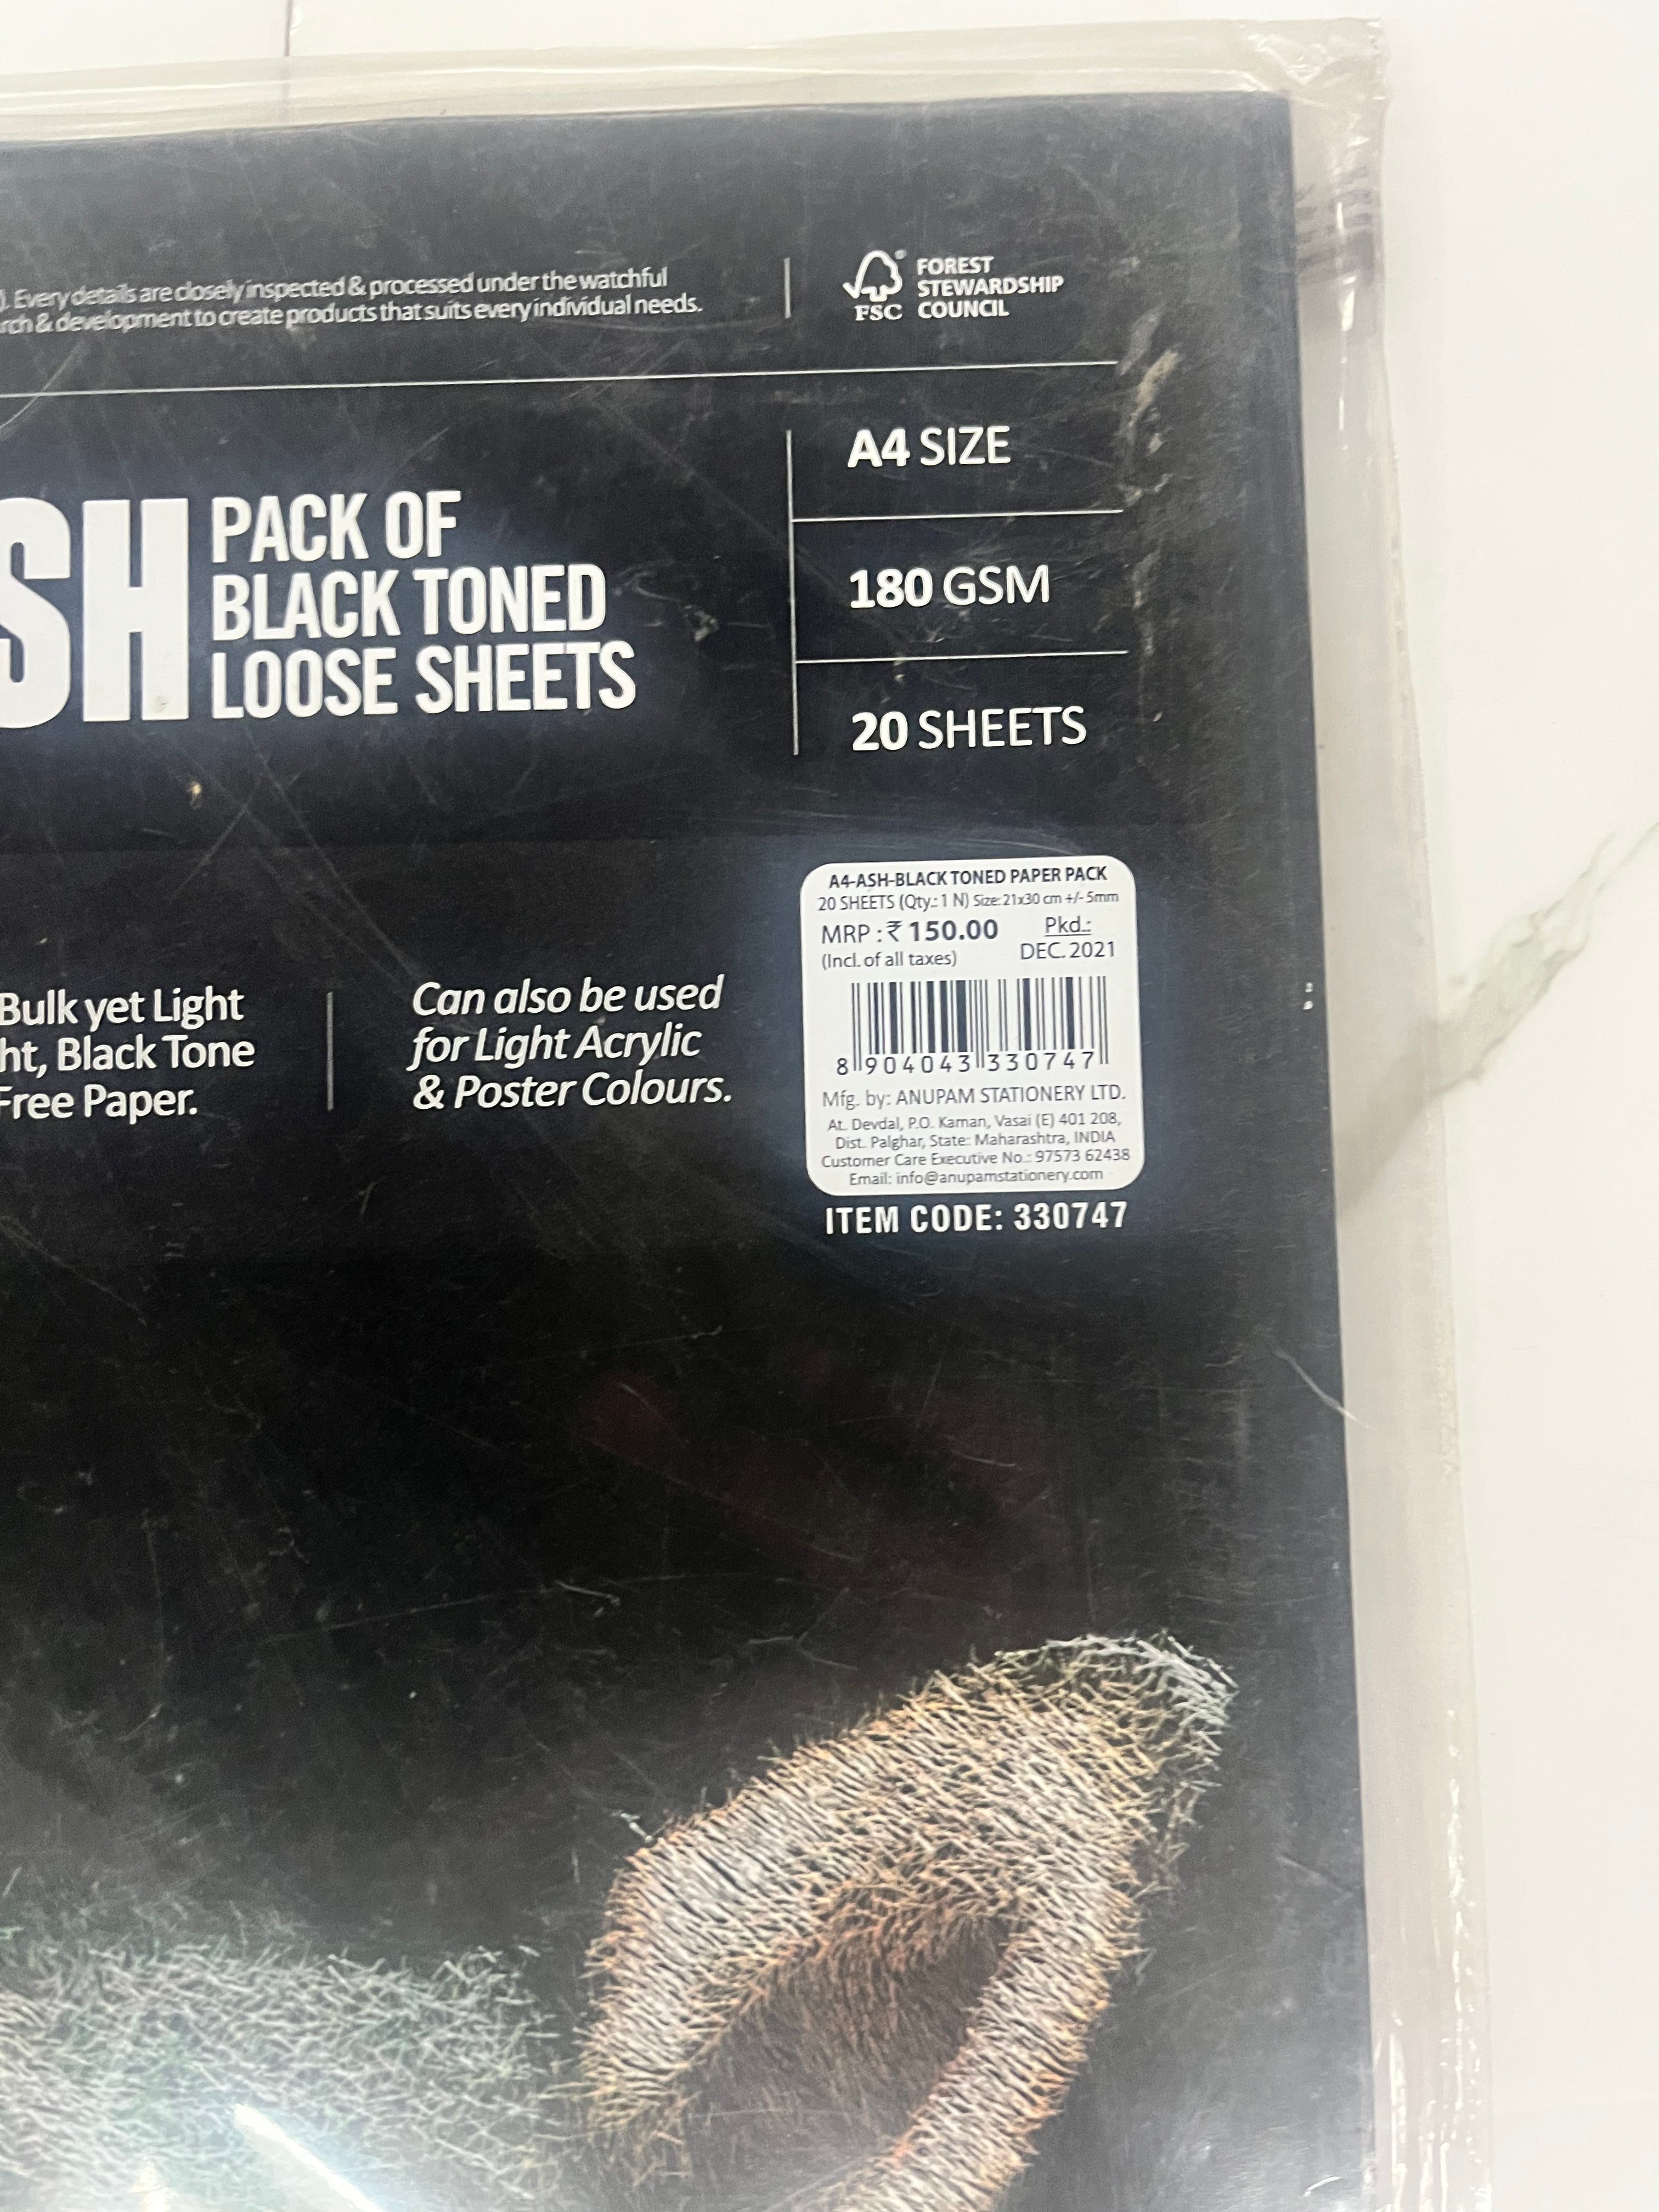 ). Every details are closely inspected & processed under the watchful
rch & development to create products that suits every individual needs.
FSC
FOREST
STEWARDSHIP
COUNCIL
SH
PACK OF
BLACK TONED
LOOSE SHEETS
A4 SIZE
180 GSM
20 SHEETS
Bulk yet Light
ht, Black Tone
Free Paper.
Can also be used
for Light Acrylic
& Poster Colours.
A4-ASH-BLACK TONED PAPER PACK
20 SHEETS (Qty.: 1 N) Size: 21x30 cm +/- 5mm
MRP : ₹ 150.00
(Incl. of all taxes)
Pkd.:
DEC. 2021
8 904043 330747
Mfg. by: ANUPAM STATIONERY LTD.
At. Devdal, P.O. Kaman, Vasai (E) 401 208,
Dist. Palghar, State: Maharashtra, INDIA
Customer Care Executive No.: 97573 62438
Email: info@anupamstationery.com
ITEM CODE: 330747